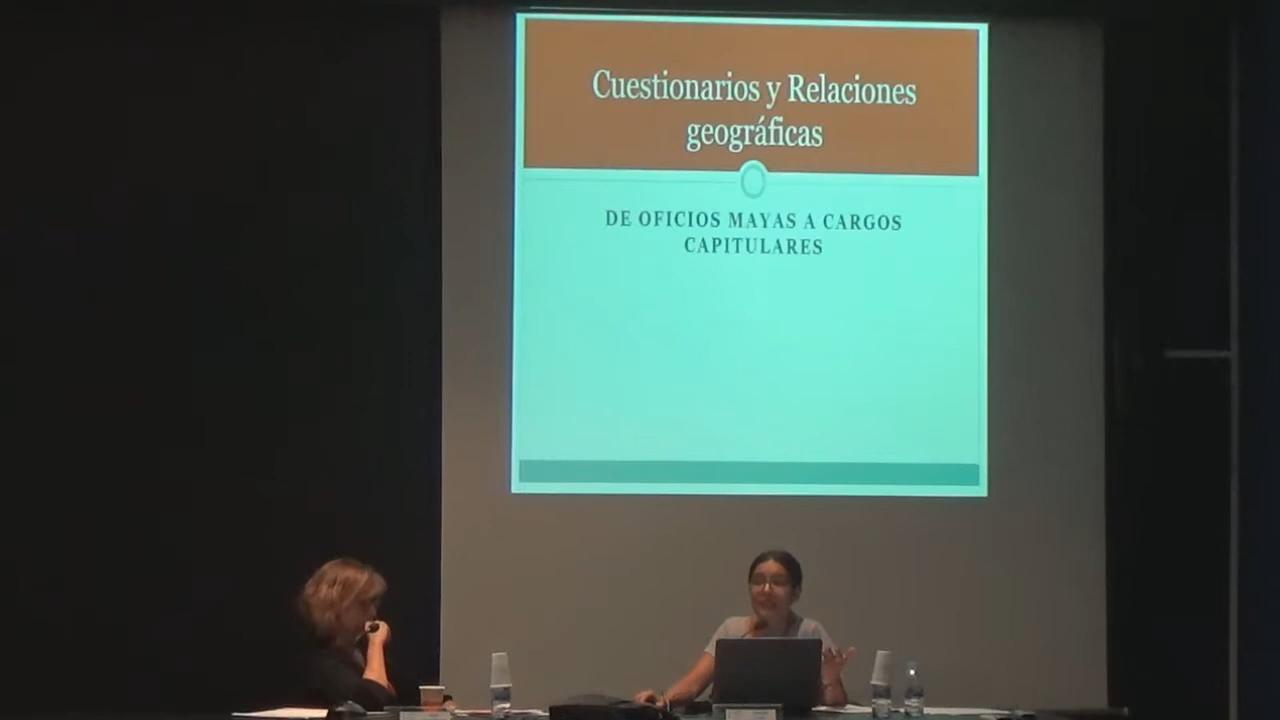 Cuestionarios y Relaciones
geográficas
DE OFICIOS MAYAS A CARGOS
CAPITULARES